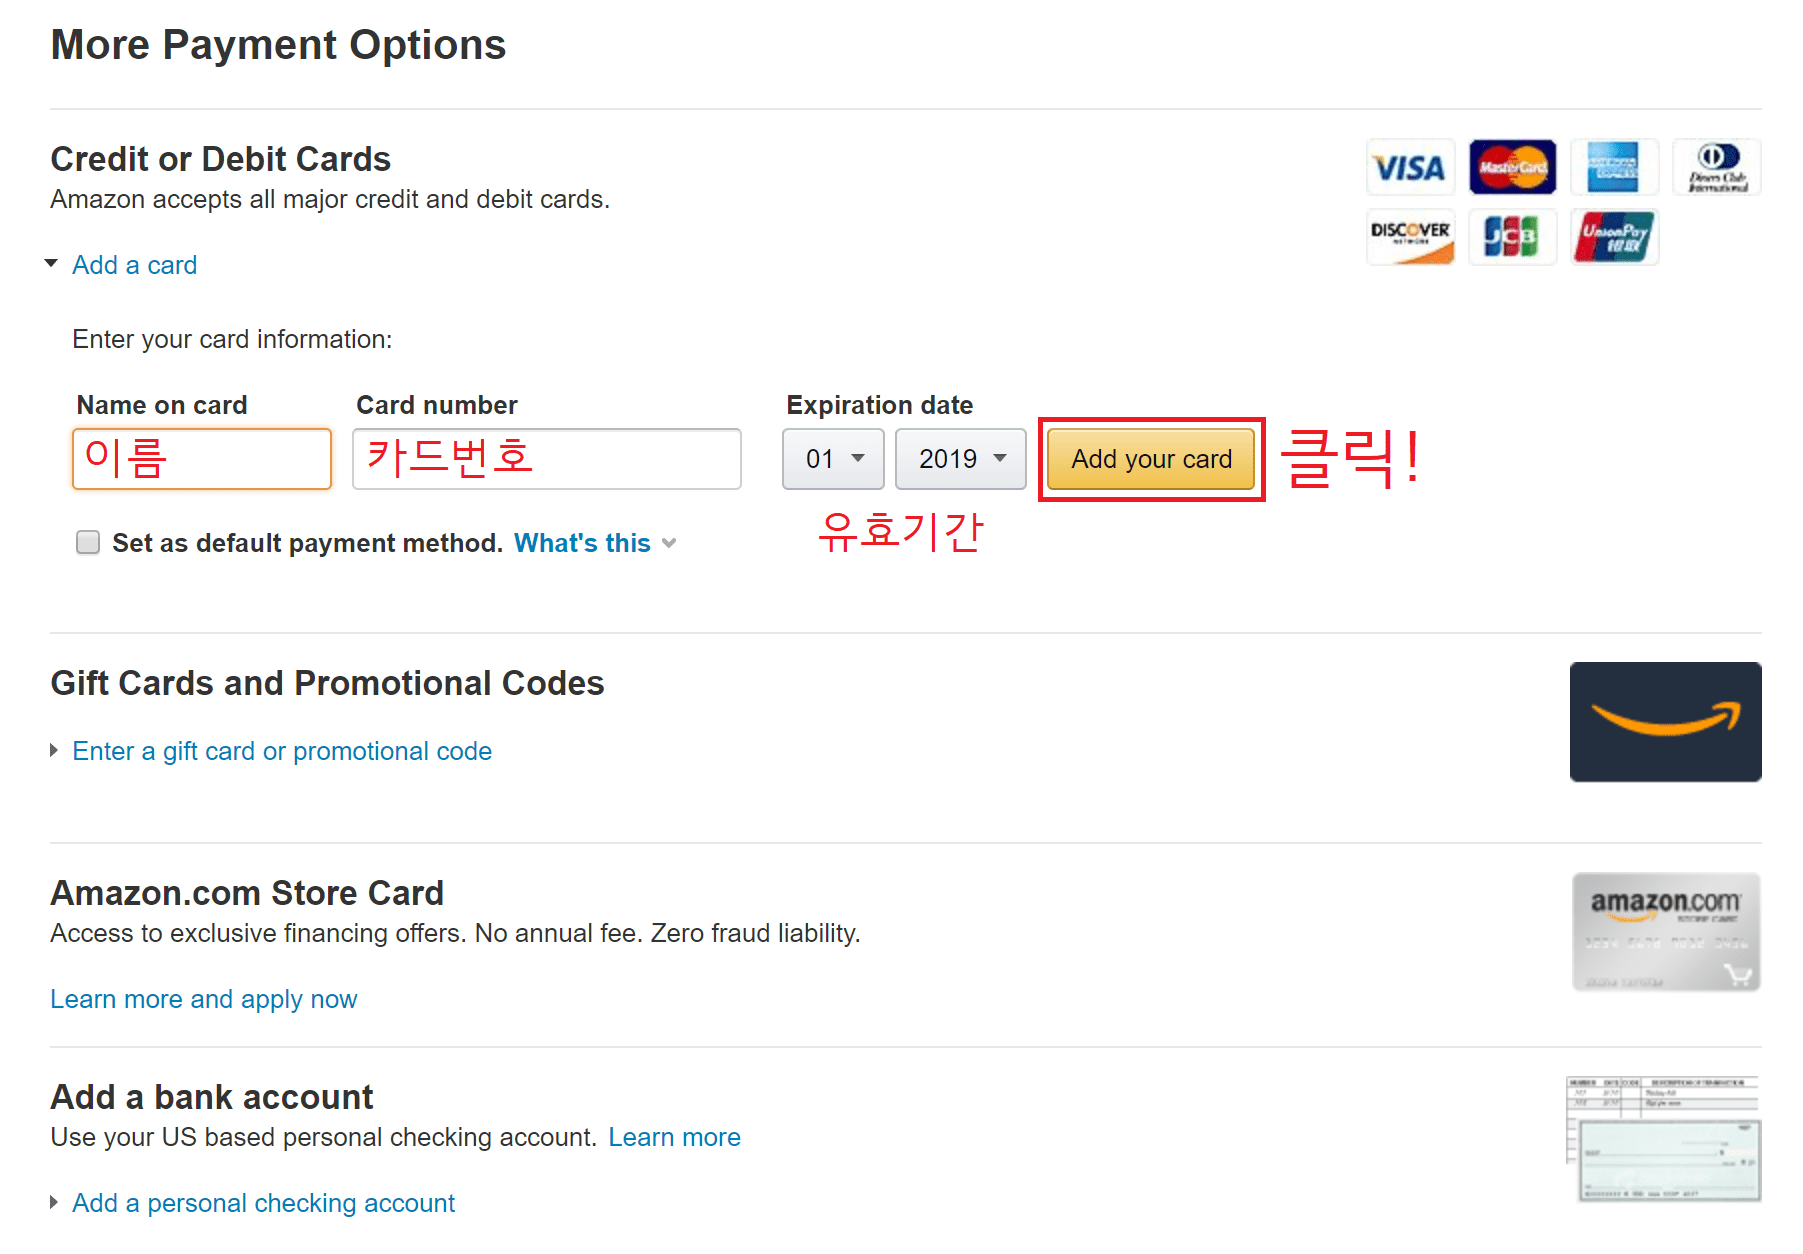 More Payment Options
Credit or Debit Cards
Amazon accepts all major credit and debit cards.
VISA MasterCard AMERICAN EXPRESS Diners Club International
DISCOVER NETWORK JCB UnionPay 银联
Add a card
Enter your card information:
Name on card Card number Expiration date
이름 카드번호 01 2019 Add your card 클릭!
유효기간
Set as default payment method. What's this
Gift Cards and Promotional Codes
Enter a gift card or promotional code
Amazon.com Store Card
Access to exclusive financing offers. No annual fee. Zero fraud liability.
amazon.com
STORE CARD
Learn more and apply now
Add a bank account
Use your US based personal checking account. Learn more
Add a personal checking account